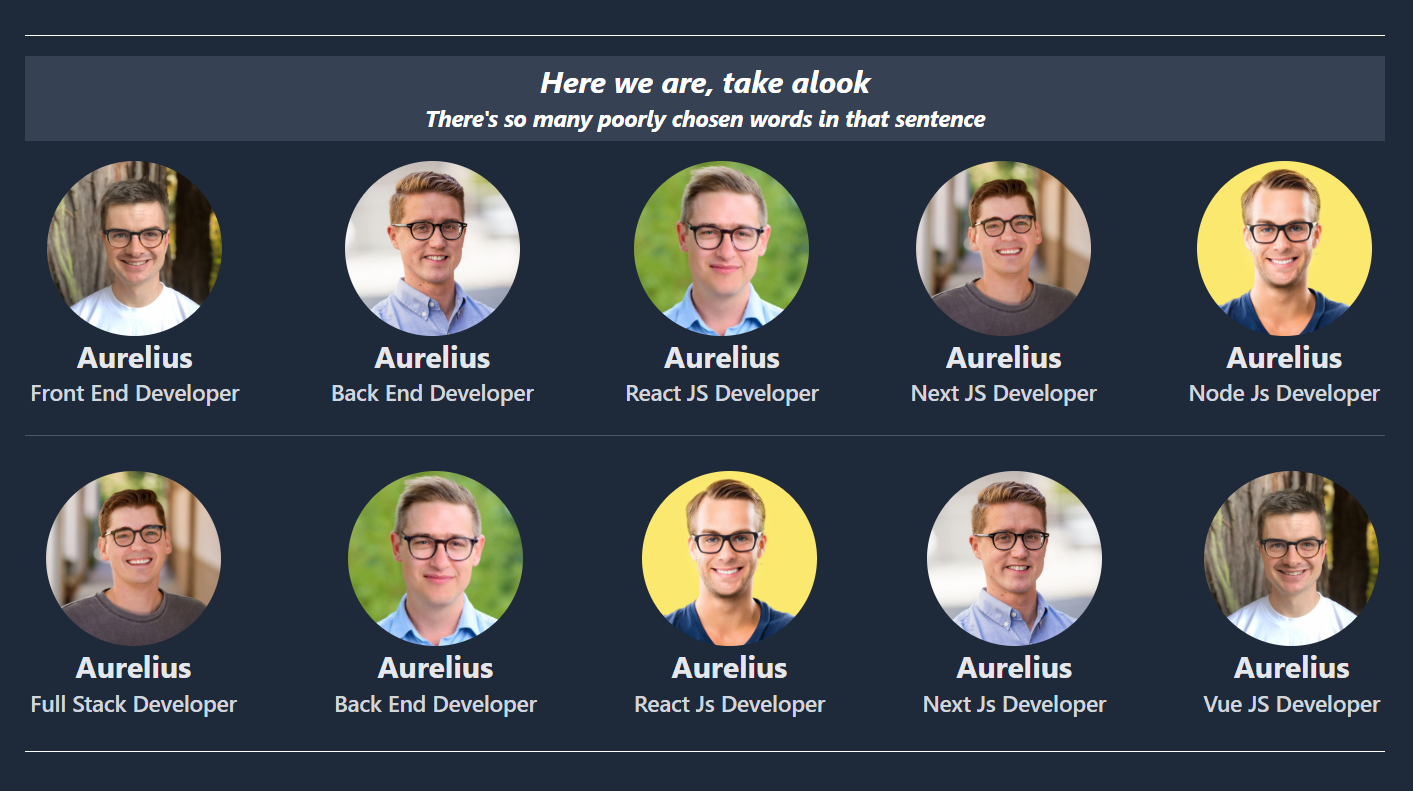 Here we are, take alook
There's so many poorly chosen words in that sentence
Aurelius
Front End Developer
Aurelius
Back End Developer
Aurelius
React JS Developer
Aurelius
Next JS Developer
Aurelius
Node Js Developer
Aurelius
Full Stack Developer
Aurelius
Back End Developer
Aurelius
React Js Developer
Aurelius
Next Js Developer
Aurelius
Vue JS Developer